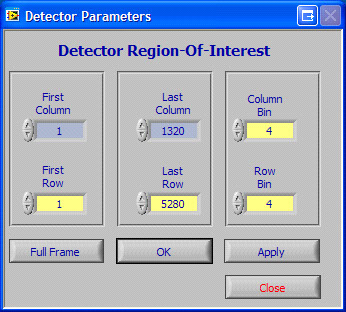 Detector Parameters
Detector Region-Of-Interest
First
Column
1
Last
Column
1320
Column
Bin
4
First
Row
1
Last
Row
5280
Row
Bin
4
Full Frame
OK
Apply
Close